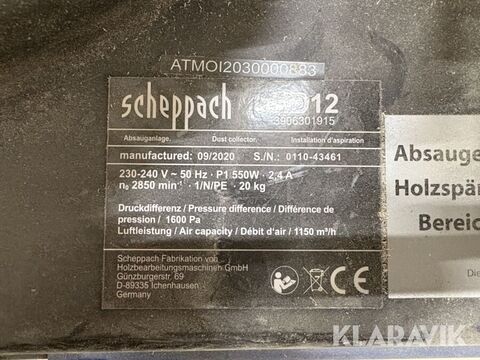 ATMOI2030000883
scheppach 12
3906301915
Absauganlage. Dust collector. Installation d'aspiration
manufactured: 09/2020 S./N.: 0110-43461
230-240 V ~ 50 Hz · P1 550W · 2,4 A
n₀ 2850 min⁻¹ · 1/N/PE · 20 kg
Druckdifferenz / Pressure difference / Différence de
pression / 1600 Pa
Luftleistung / Air capacity / Débit d'air / 1150 m³/h
Scheppach Fabrikation von
Holzbearbeitungsmaschinen GmbH
Günzburgerstr. 69
D-89335 Ichenhausen
Germany
CE
Absauge
Holzspän
Bereic
Die
KLARAVIK